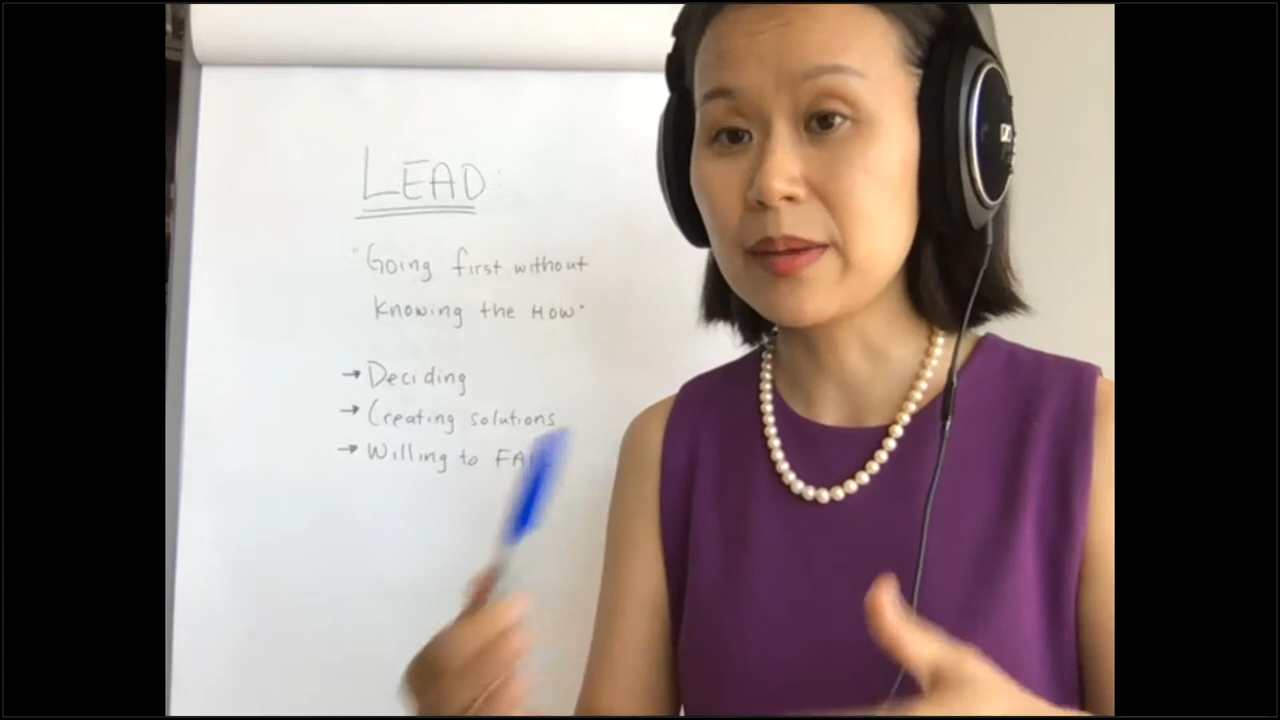 LEAD:
"Going first without
Knowing the HOW"
→ Deciding
→ Creating solutions
→ Willing to